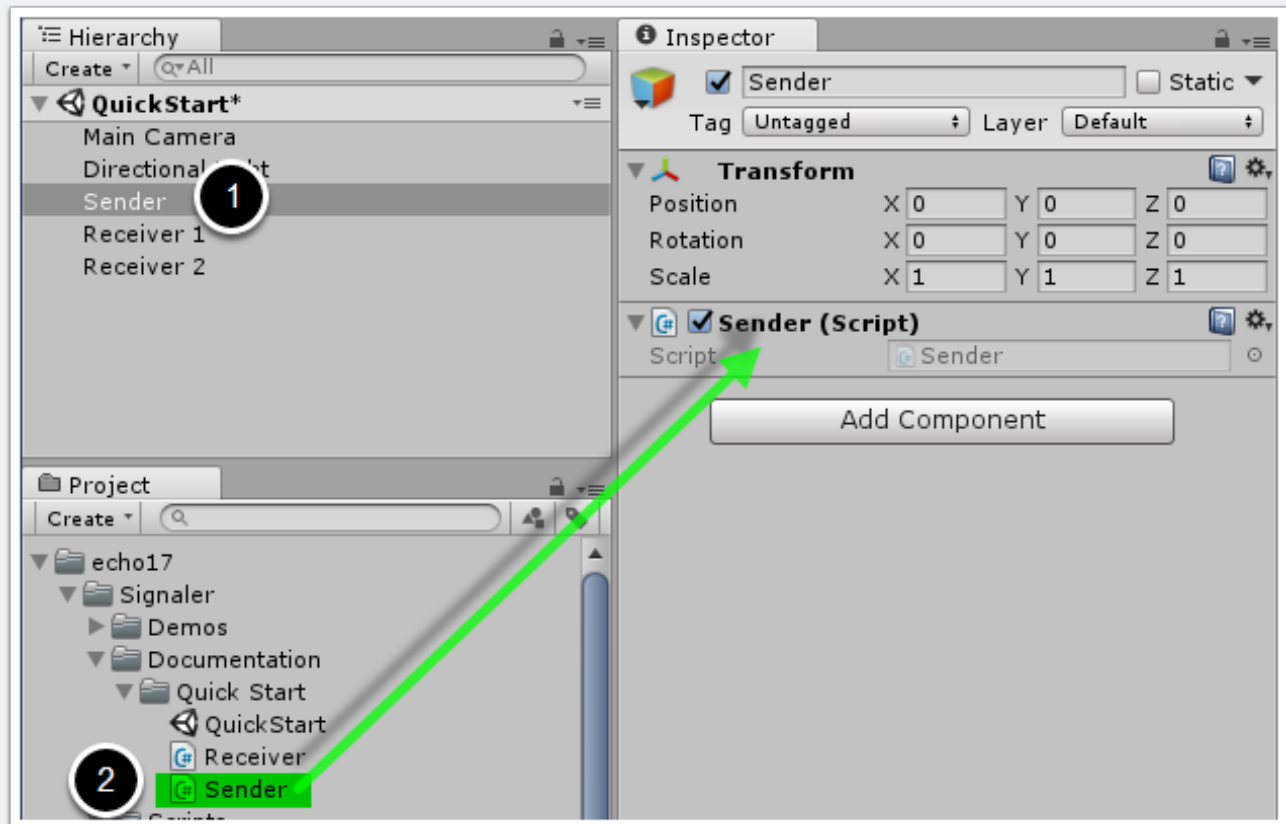 Hierarchy
Create All
QuickStart*
Main Camera
Directional
Sender
1
Receiver 1
Receiver 2
Project
Create
echo17
Signaler
Demos
Documentation
Quick Start
QuickStart
Receiver
2
Sender
Inspector
Sender Static
Tag Untagged Layer Default
Transform
Position X 0 Y 0 Z 0
Rotation X 0 Y 0 Z 0
Scale X 1 Y 1 Z 1
Sender (Script)
Script Sender
Add Component